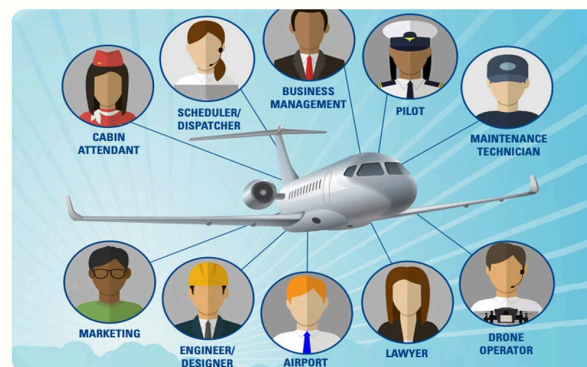 CABIN
ATTENDANT
SCHEDULER/
DISPATCHER
BUSINESS
MANAGEMENT
PILOT
MAINTENANCE
TECHNICIAN
MARKETING
ENGINEER/
DESIGNER
AIRPORT
LAWYER
DRONE
OPERATOR